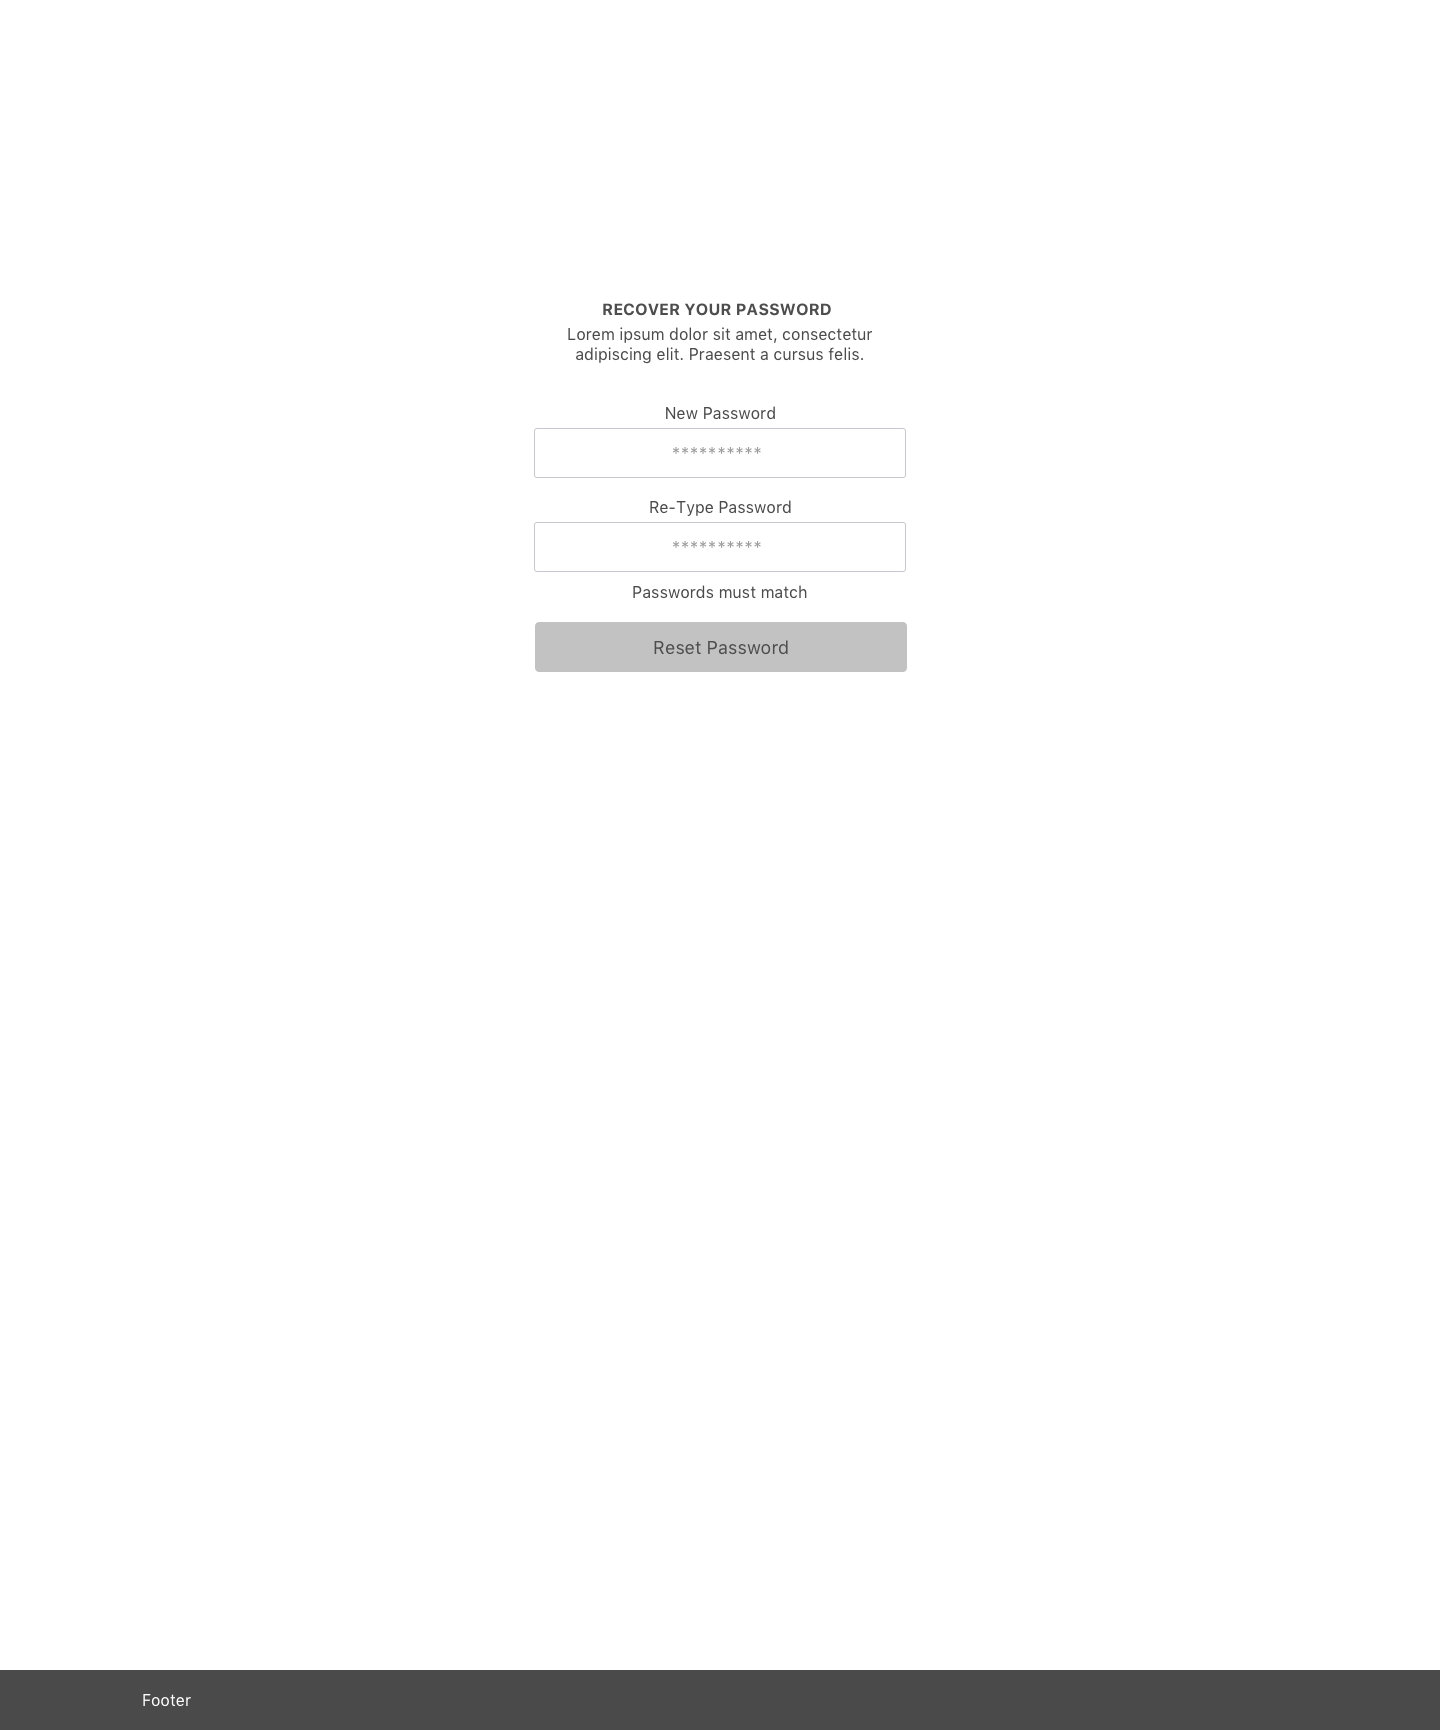 RECOVER YOUR PASSWORD
Lorem ipsum dolor sit amet, consectetur
adipiscing elit. Praesent a cursus felis.
New Password
**********
Re-Type Password
**********
Passwords must match
Reset Password
Footer